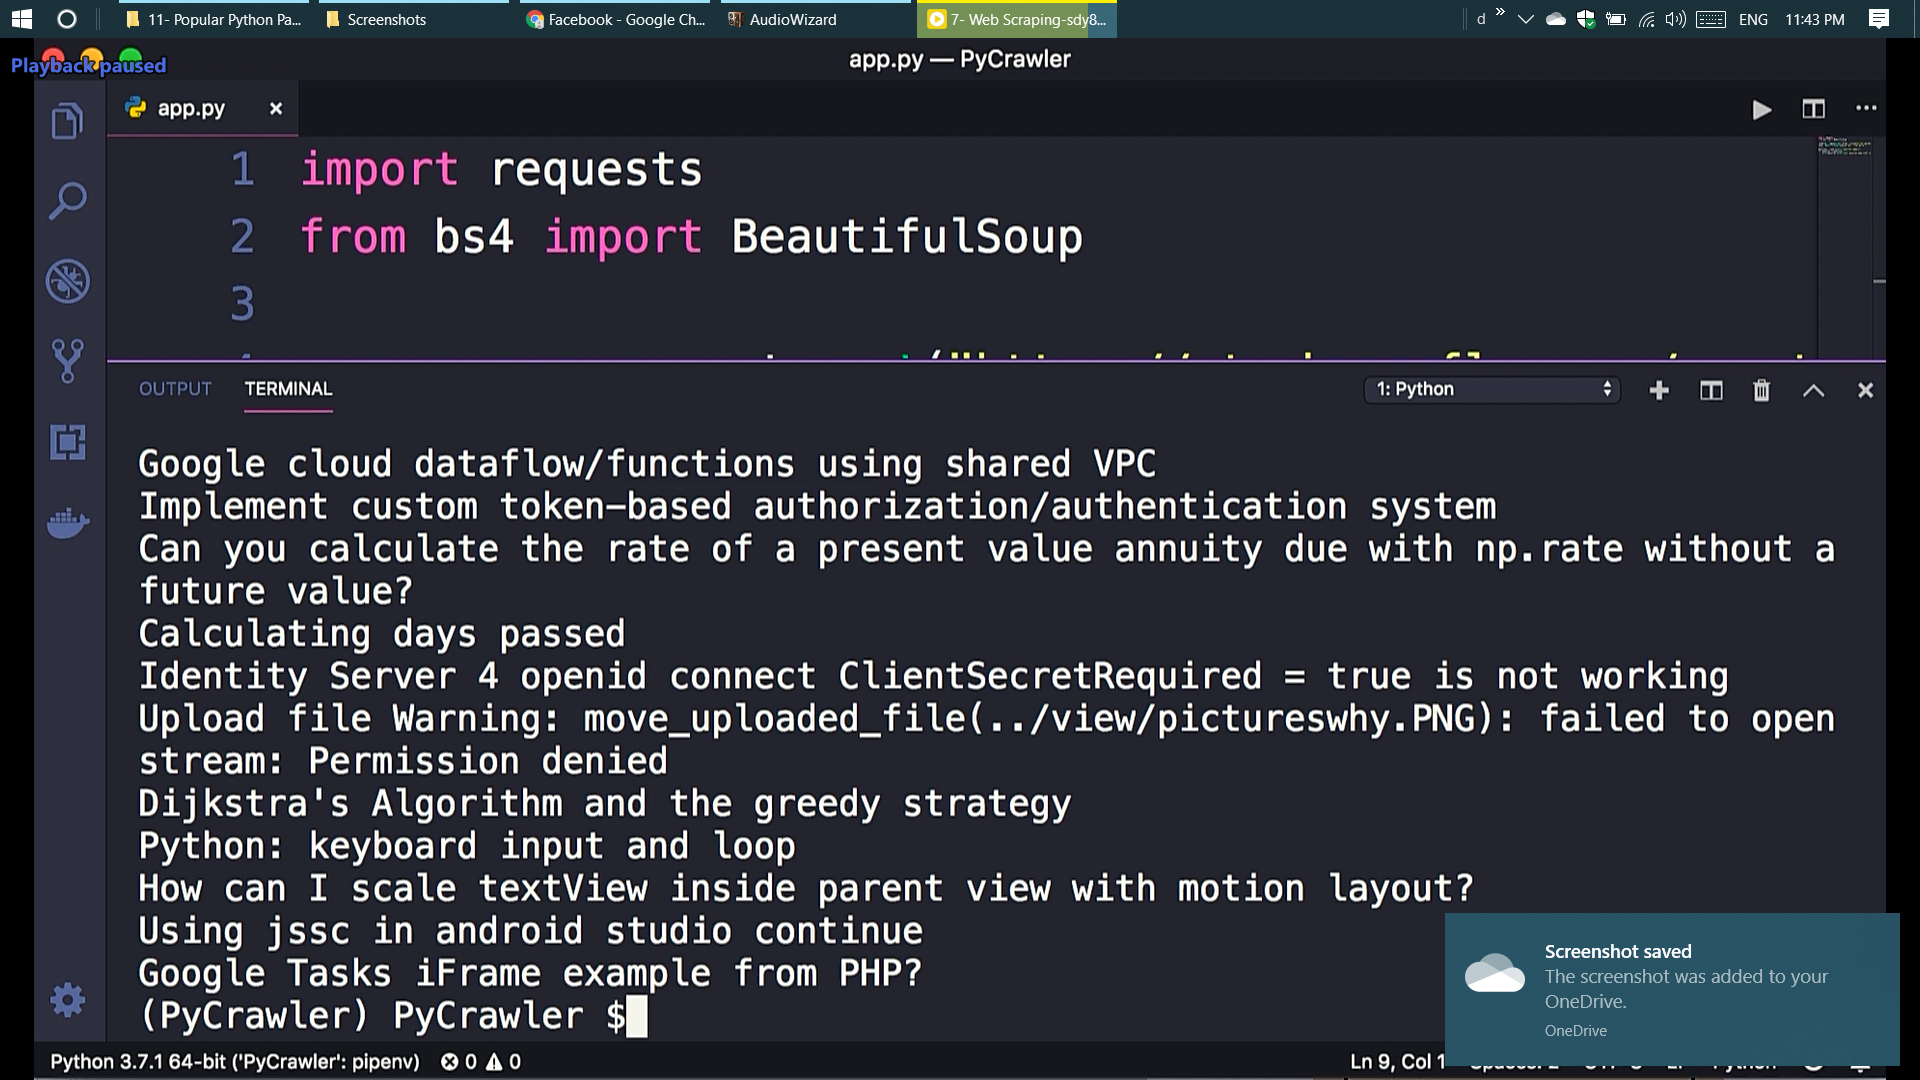 11- Popular Python Pa...
Screenshots
Facebook - Google Ch...
AudioWizard
7- Web Scraping-sdy8...
d
ENG
11:43 PM
Playback paused
app.py — PyCrawler
app.py
1 import requests
2 from bs4 import BeautifulSoup
3
OUTPUT
TERMINAL
1: Python
Google cloud dataflow/functions using shared VPC
Implement custom token-based authorization/authentication system
Can you calculate the rate of a present value annuity due with np.rate without a
future value?
Calculating days passed
Identity Server 4 openid connect ClientSecretRequired = true is not working
Upload file Warning: move_uploaded_file(../view/pictureswhy.PNG): failed to open
stream: Permission denied
Dijkstra's Algorithm and the greedy strategy
Python: keyboard input and loop
How can I scale textView inside parent view with motion layout?
Using jssc in android studio continue
Google Tasks iFrame example from PHP?
(PyCrawler) PyCrawler $
Screenshot saved
The screenshot was added to your
OneDrive.
OneDrive
Python 3.7.1 64-bit ('PyCrawler': pipenv)
0
0
Ln 9, Col 1